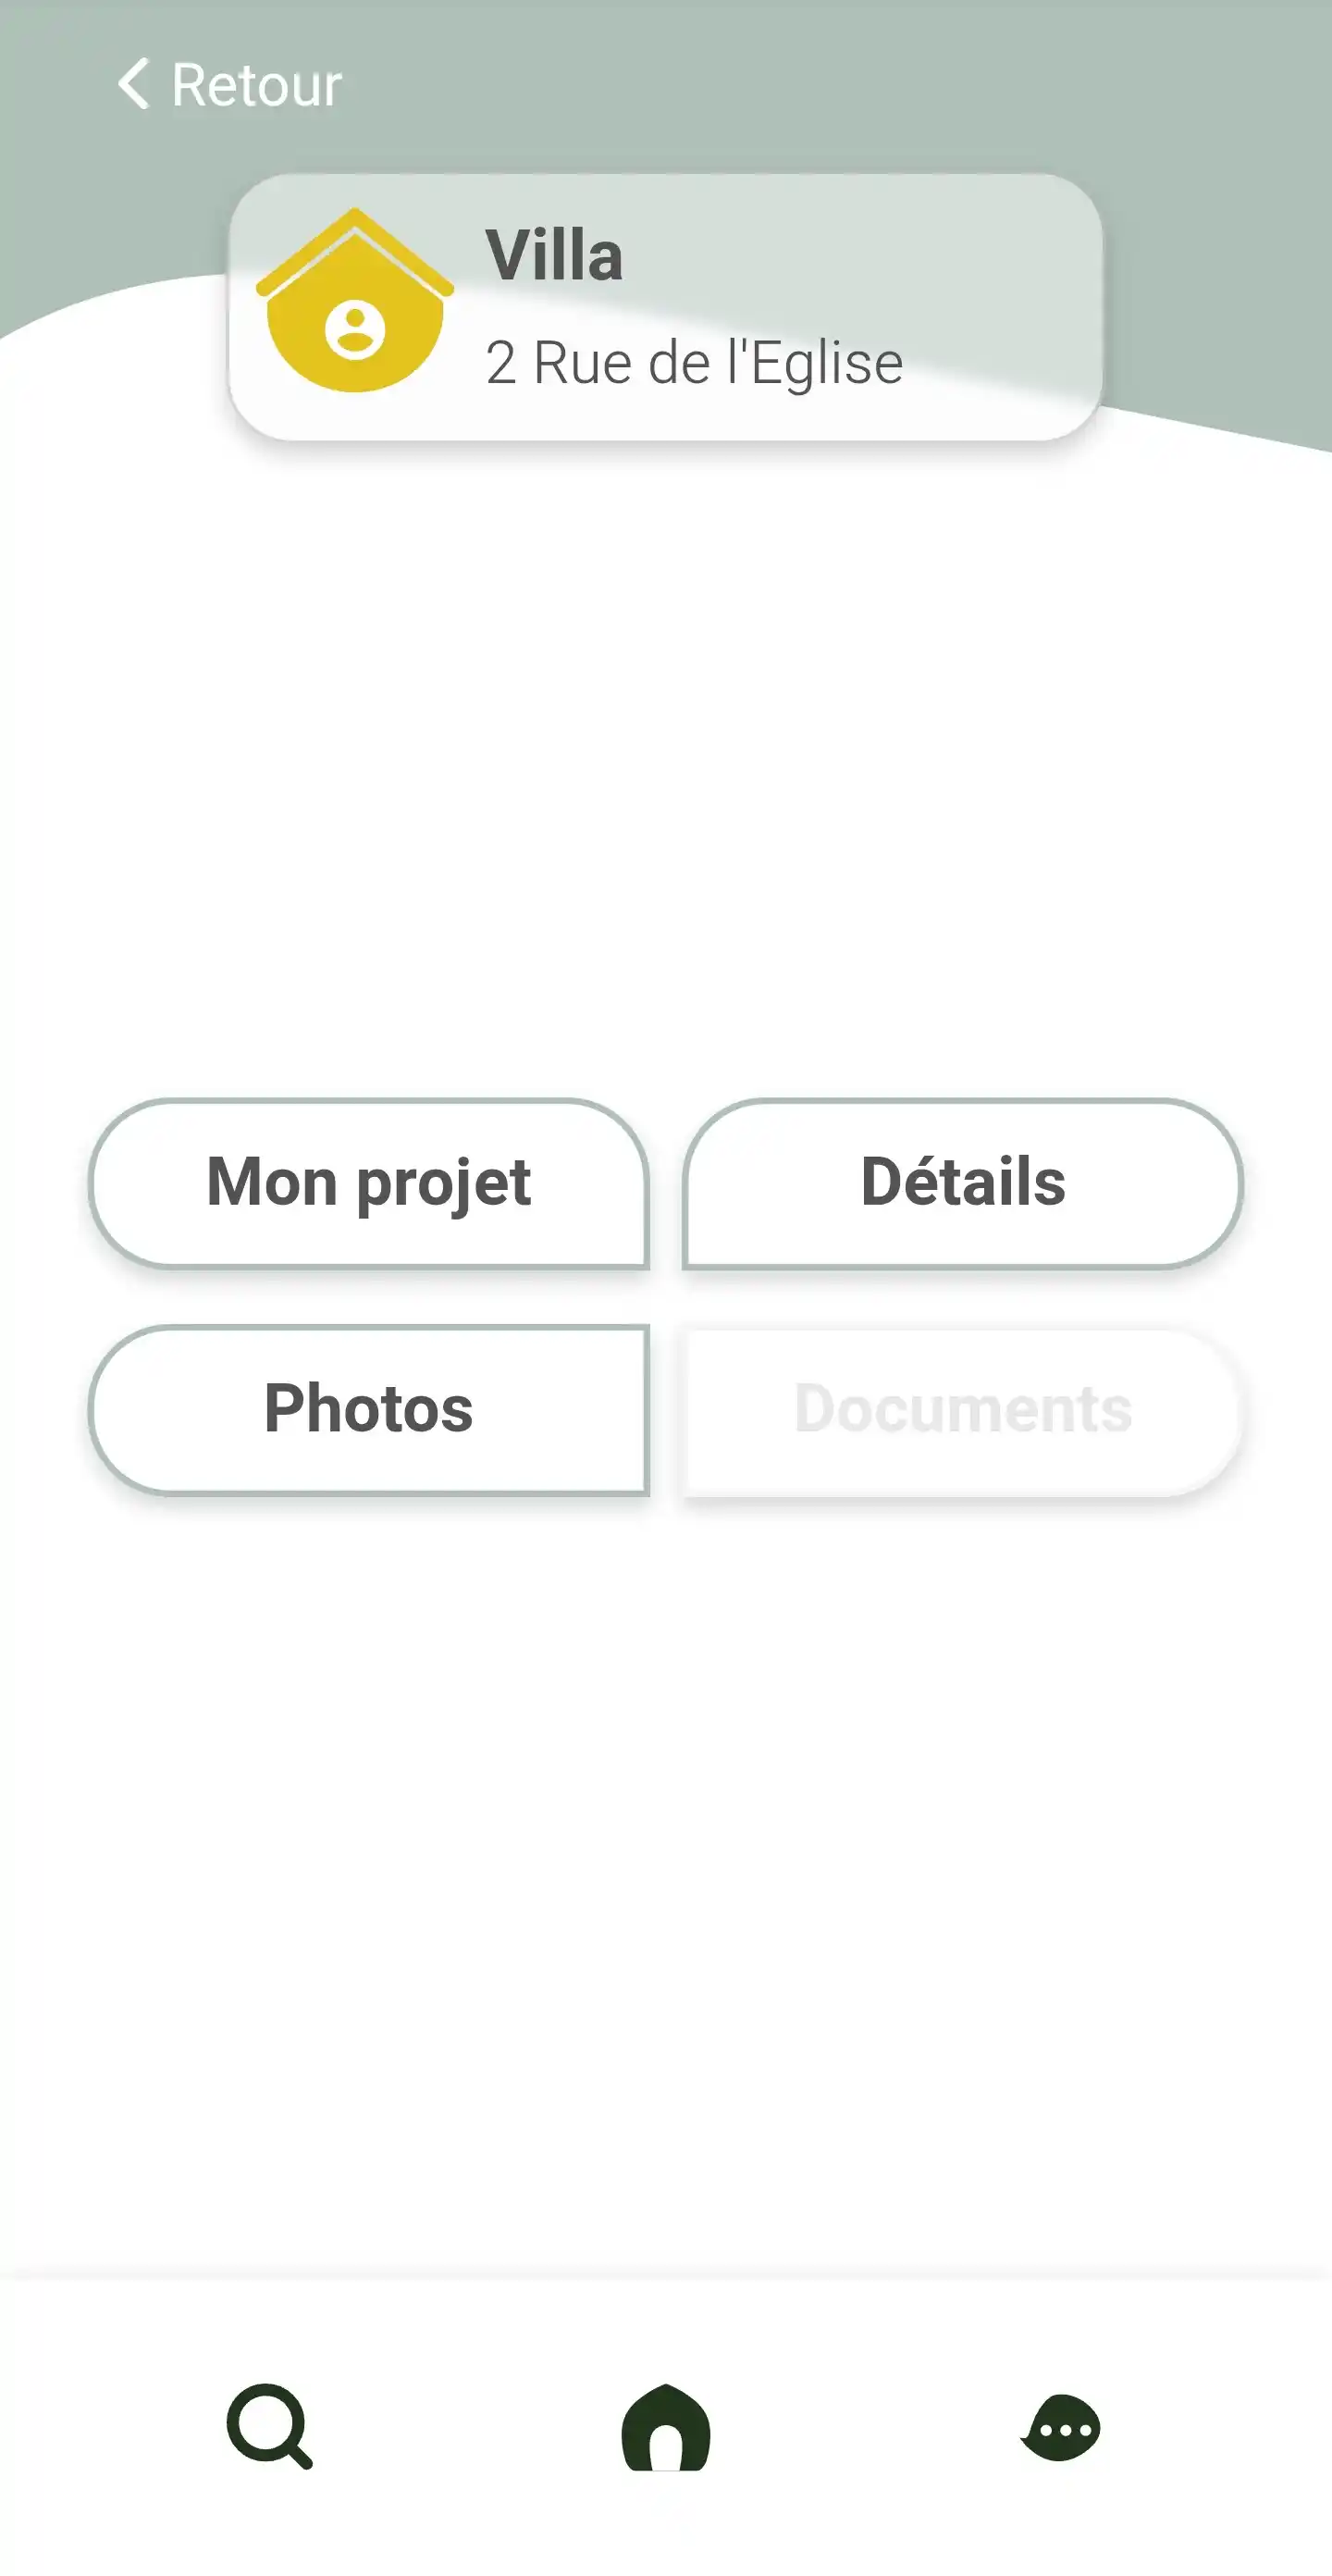 Retour
Villa
2 Rue de l'Eglise
Mon projet
Détails
Photos
Documents